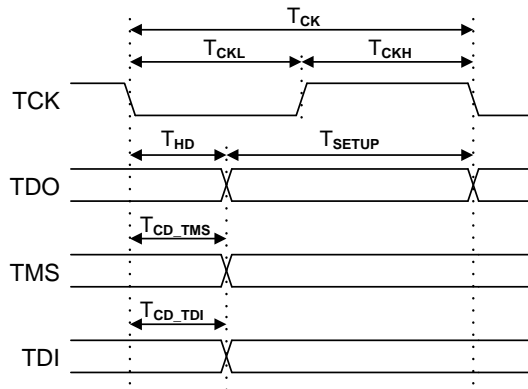 TCK
TCKL TCKH
TCK
THD TSETUP
TDO
TCD_TMS
TMS
TCD_TDI
TDI